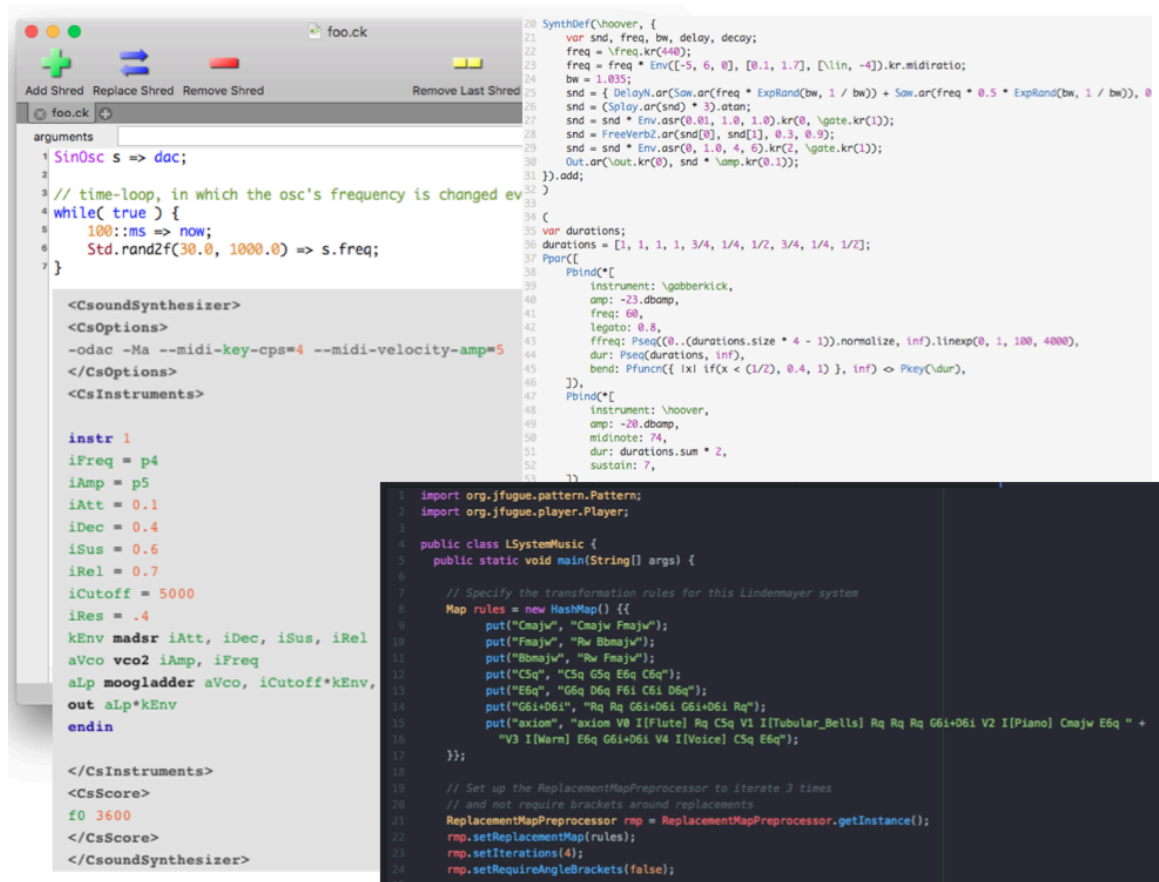 foo.ck
Add Shred Replace Shred Remove Shred Remove Last Shred
foo.ck
arguments
1 SinOsc s => dac;
2
3 // time-loop, in which the osc's frequency is changed ev
4 while( true ) {
5 100::ms => now;
6 Std.rand2f(30.0, 1000.0) => s.freq;
7 }
<CsoundSynthesizer>
<CsOptions>
-odac -Ma --midi-key-cps=4 --midi-velocity-amp=5
</CsOptions>
<CsInstruments>
instr 1
iFreq = p4
iAmp = p5
iAtt = 0.1
iDec = 0.4
iSus = 0.6
iRel = 0.7
iCutoff = 5000
iRes = .4
kEnv madsr iAtt, iDec, iSus, iRel
aVco vco2 iAmp, iFreq
aLp moogladder aVco, iCutoff*kEnv,
out aLp*kEnv
endin
</CsInstruments>
<CsScore>
f0 3600
</CsScore>
</CsoundSynthesizer>
20 SynthDef(\hoover, {
21 var snd, freq, bw, delay, decay;
22 freq = \freq.kr(440);
23 freq = freq * Env([-5, 6, 0], [0.1, 1.7], [\lin, -4]).kr.midiratio;
24 bw = 1.035;
25 snd = { DelayN.ar(Saw.ar(freq * ExpRand(bw, 1 / bw)) + Saw.ar(freq * 0.5 * ExpRand(bw, 1 / bw)), 0
26 snd = (Splay.ar(snd) * 3).atan;
27 snd = snd * Env.asr(0.01, 1.0, 1.0).kr(0, \gate.kr(1));
28 snd = FreeVerb2.ar(snd[0], snd[1], 0.3, 0.9);
29 snd = snd * Env.asr(0, 1.0, 4, 6).kr(2, \gate.kr(1));
30 Out.ar(\out.kr(0), snd * \amp.kr(0.1));
31 }).add;
32 )
33
34 (
35 var durations;
36 durations = [1, 1, 1, 1, 3/4, 1/4, 1/2, 3/4, 1/4, 1/2];
37 Ppar([
38 Pbind(*[
39 instrument: \gabberkick,
40 amp: -23.dbamp,
41 freq: 60,
42 legato: 0.8,
43 ffreq: Pseq((0..(durations.size * 4 - 1)).normalize, inf).linexp(0, 1, 100, 4000),
44 dur: Pseq(durations, inf),
45 bend: Pfuncn({ |x| if(x < (1/2), 0.4, 1) }, inf) <> Pkey(\dur),
46 ]),
47 Pbind(*[
48 instrument: \hoover,
49 amp: -20.dbamp,
50 midinote: 74,
51 dur: durations.sum * 2,
52 sustain: 7,
53 ])
1 import org.jfugue.pattern.Pattern;
2 import org.jfugue.player.Player;
3
4 public class LSystemMusic {
5 public static void main(String[] args) {
6
7 // Specify the transformation rules for this Lindenmayer system
8 Map rules = new HashMap() {{
9 put("Cmajw", "Cmajw Fmajw");
10 put("Fmajw", "Rw Bbmajw");
11 put("Bbmajw", "Rw Fmajw");
12 put("C5q", "C5q G5q E6q C6q");
13 put("E6q", "G6q D6q F6i C6i D6q");
14 put("G6i+D6i", "Rq Rq G6i+D6i G6i+D6i Rq");
15 put("axiom", "axiom V0 I[Flute] Rq C5q V1 I[Tubular_Bells] Rq Rq Rq G6i+D6i V2 I[Piano] Cmajw E6q " +
16 "V3 I[Warm] E6q G6i+D6i V4 I[Voice] C5q E6q");
17 }};
18
19 // Set up the ReplacementMapPreprocessor to iterate 3 times
20 // and not require brackets around replacements
21 ReplacementMapPreprocessor rmp = ReplacementMapPreprocessor.getInstance();
22 rmp.setReplacementMap(rules);
23 rmp.setIterations(4);
24 rmp.setRequireAngleBrackets(false);